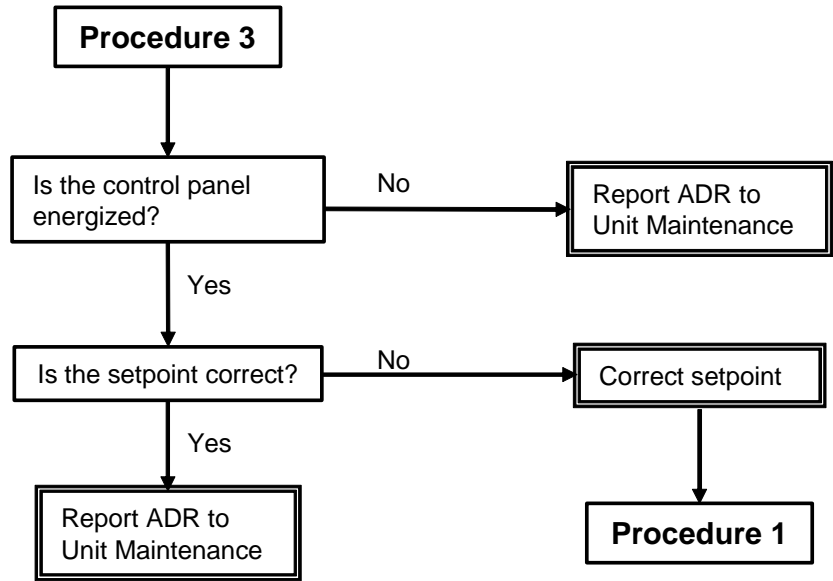 Procedure 3
Is the control panel
energized?
No
Report ADR to
Unit Maintenance
Yes
Is the setpoint correct?
No
Correct setpoint
Yes
Report ADR to
Unit Maintenance
Procedure 1